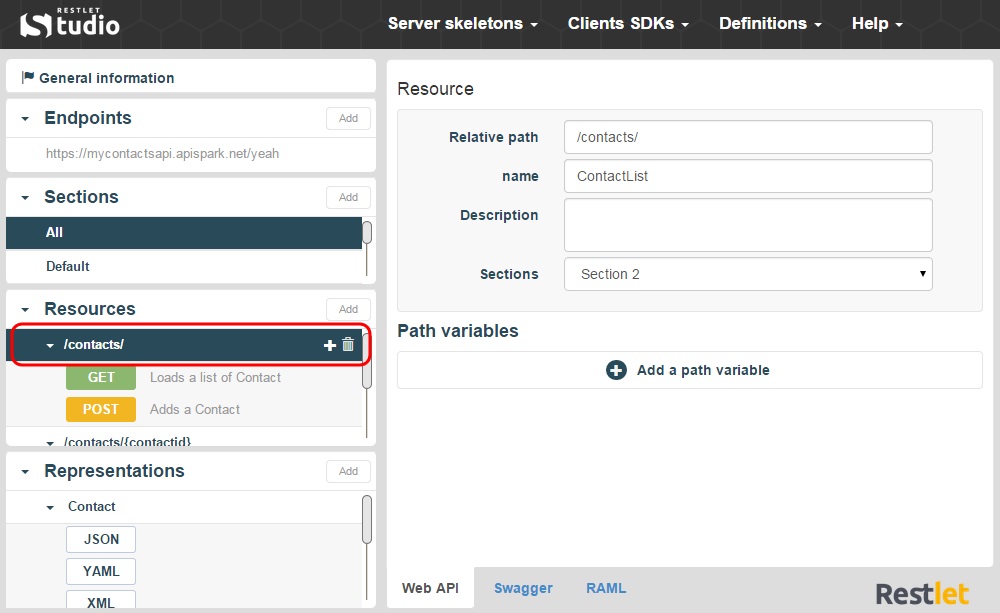 RESTLET
Studio
Server skeletons
Clients SDKs
Definitions
Help
General information
Endpoints
Add
https://mycontactsapi.apispark.net/yeah
Sections
Add
All
Default
Resources
Add
/contacts/
GET Loads a list of Contact
POST Adds a Contact
/contacts/{contactid}
Representations
Add
Contact
JSON
YAML
XML
Resource
Relative path /contacts/
name ContactList
Description
Sections Section 2
Path variables
Add a path variable
Web API
Swagger
RAML
Restlet